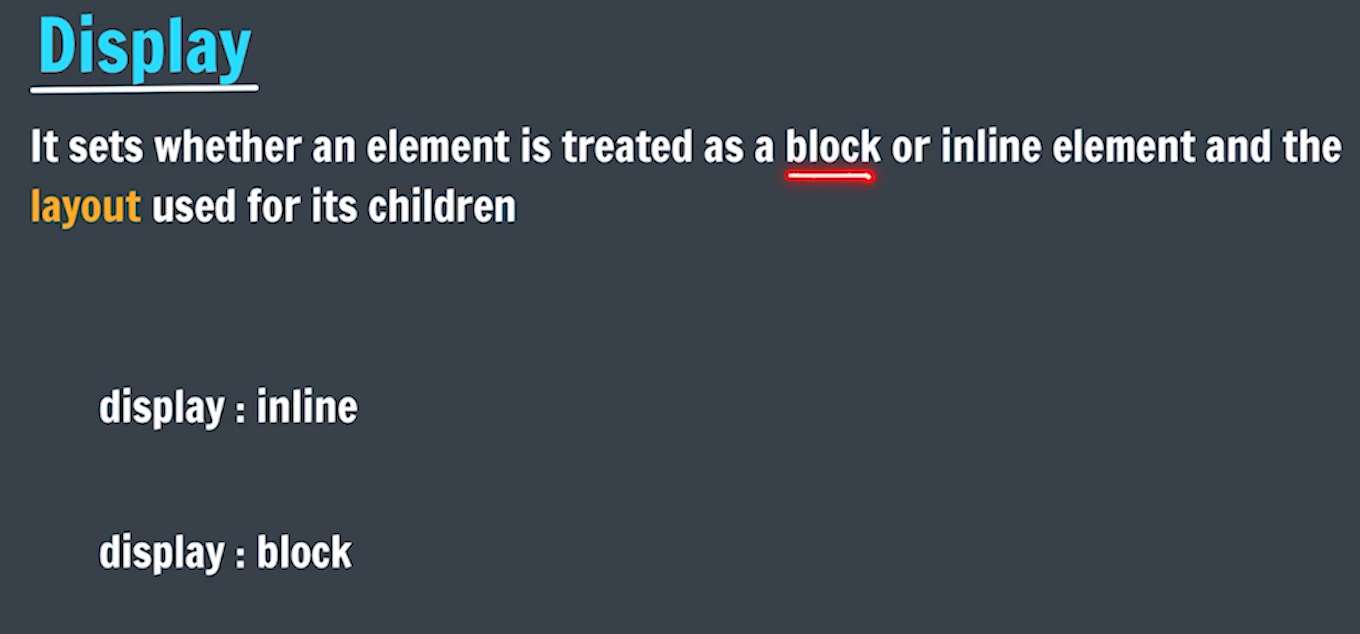 Display
It sets whether an element is treated as a block or inline element and the
layout used for its children
display : inline
display : block